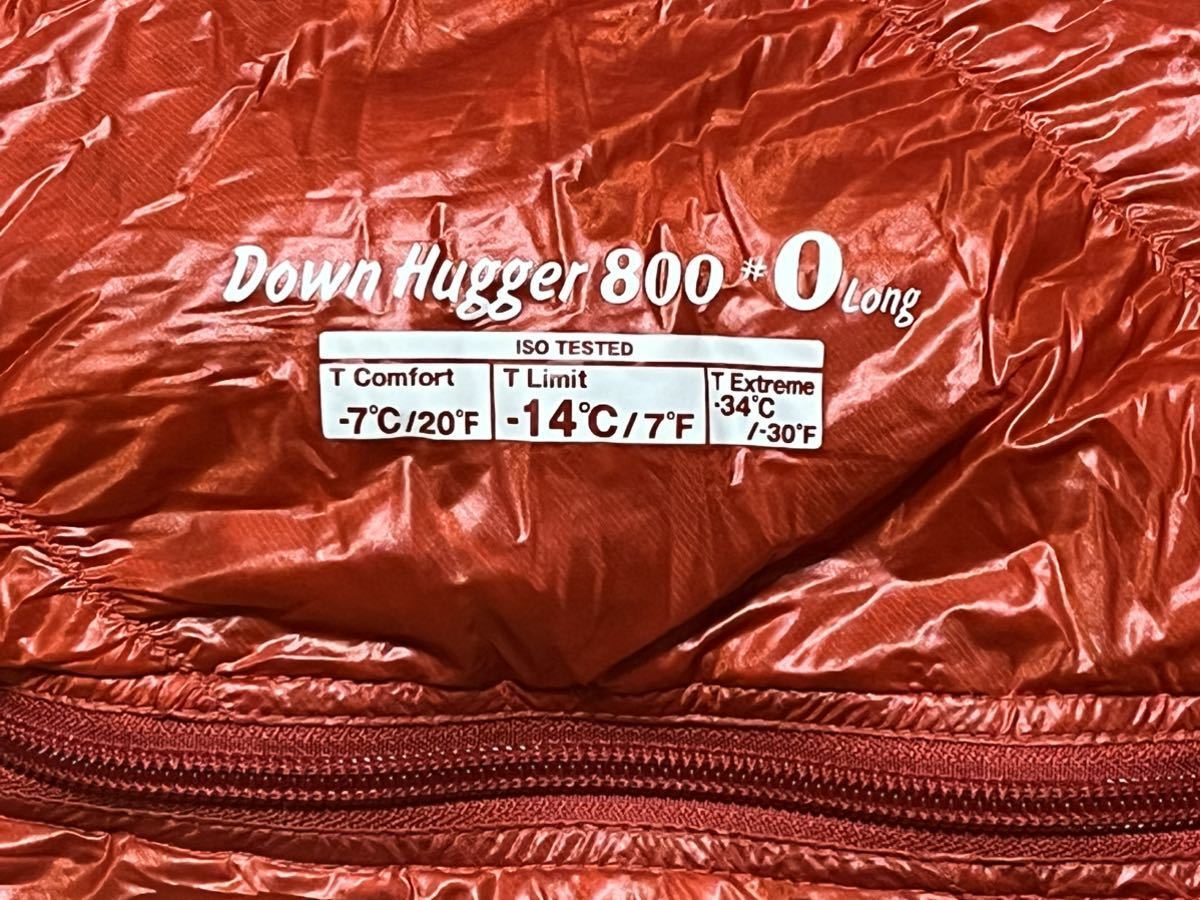 Down Hugger 800 #0 Long
ISO TESTED
T Comfort
-7°C/20°F
T Limit
-14°C/7°F
T Extreme
-34°C
/-30°F